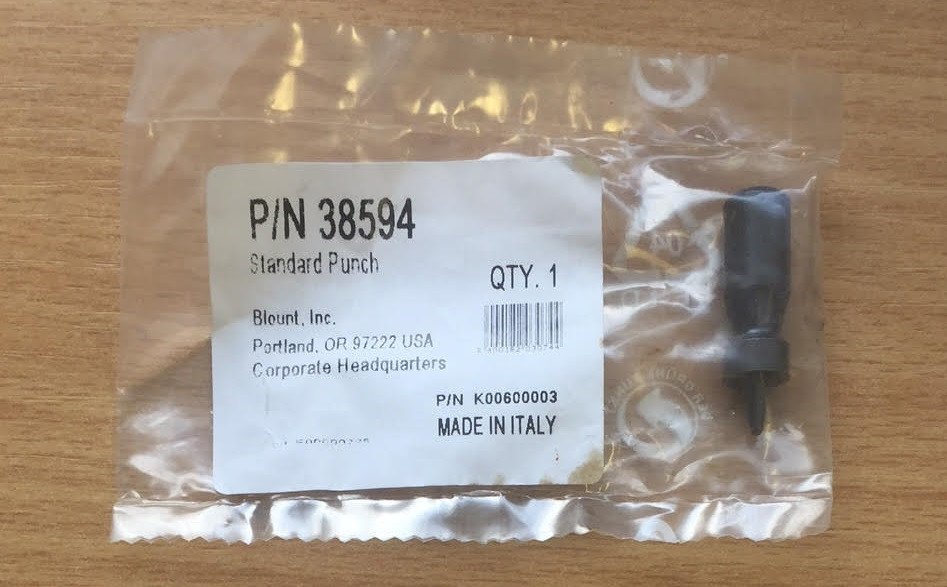 P/N 38594
Standard Punch
QTY. 1
Blount, Inc.
Portland, OR 97222 USA
Corporate Headquarters
P/N K00600003
MADE IN ITALY